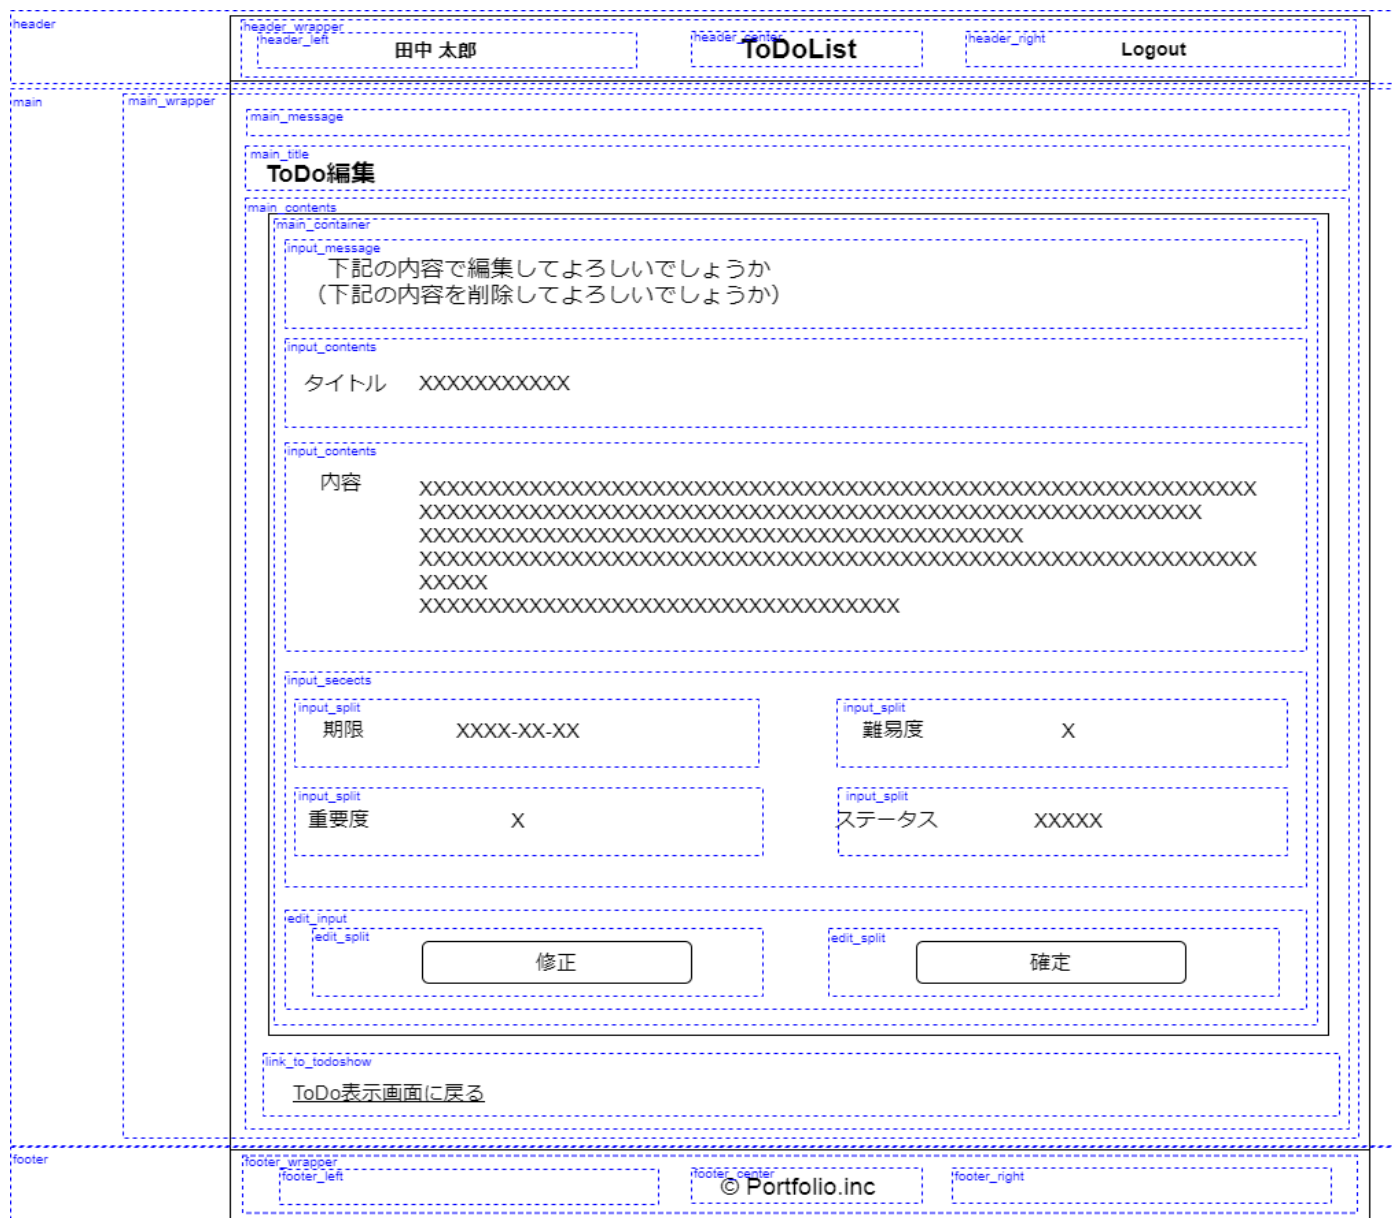 header
header_wrapper
header_left
田中 太郎
header_center
ToDoList
header_right
Logout
main
main_wrapper
main_message
main_title
ToDo編集
main_contents
main_container
input_message
下記の内容で編集してよろしいでしょうか
（下記の内容を削除してよろしいでしょうか）
input_contents
タイトル XXXXXXXXXXX
input_contents
内容
XXXXXXXXXXXXXXXXXXXXXXXXXXXXXXXXXXXXXXXXXXXXXXXXXXXXXXXXXXXXX
XXXXXXXXXXXXXXXXXXXXXXXXXXXXXXXXXXXXXXXXXXXXXXXXXXXXXXXXX
XXXXXXXXXXXXXXXXXXXXXXXXXXXXXXXXXXXXXXXXXXXX
XXXXXXXXXXXXXXXXXXXXXXXXXXXXXXXXXXXXXXXXXXXXXXXXXXXXXXXXXXXXX
XXXXX
XXXXXXXXXXXXXXXXXXXXXXXXXXXXXXXXXXX
input_secects
input_split
期限 XXXX-XX-XX
input_split
難易度 X
input_split
重要度 X
input_split
ステータス XXXXX
edit_input
edit_split
修正
edit_split
確定
link_to_todoshow
ToDo表示画面に戻る
footer
footer_wrapper
footer_left
footer_center
© Portfolio.inc
footer_right